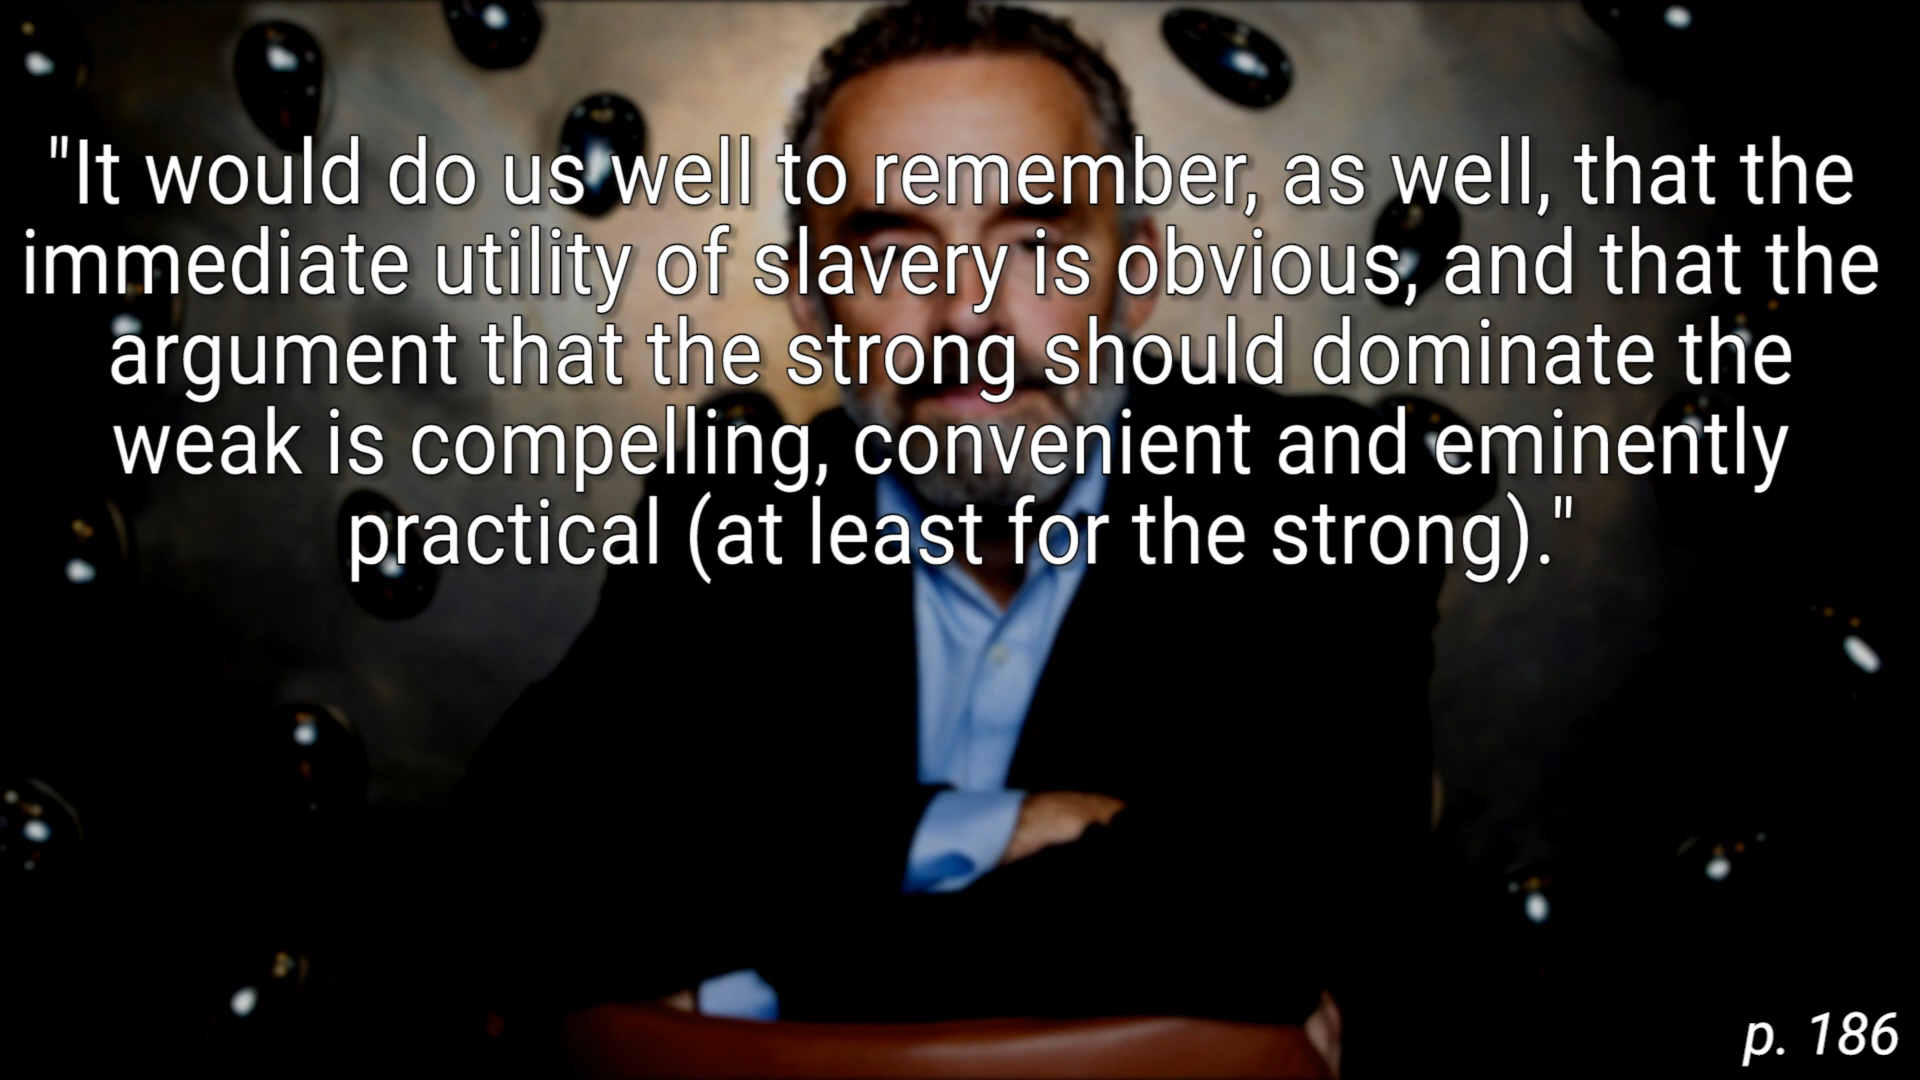 "It would do us well to remember, as well, that the
immediate utility of slavery is obvious, and that the
argument that the strong should dominate the
weak is compelling, convenient and eminently
practical (at least for the strong)."
p. 186